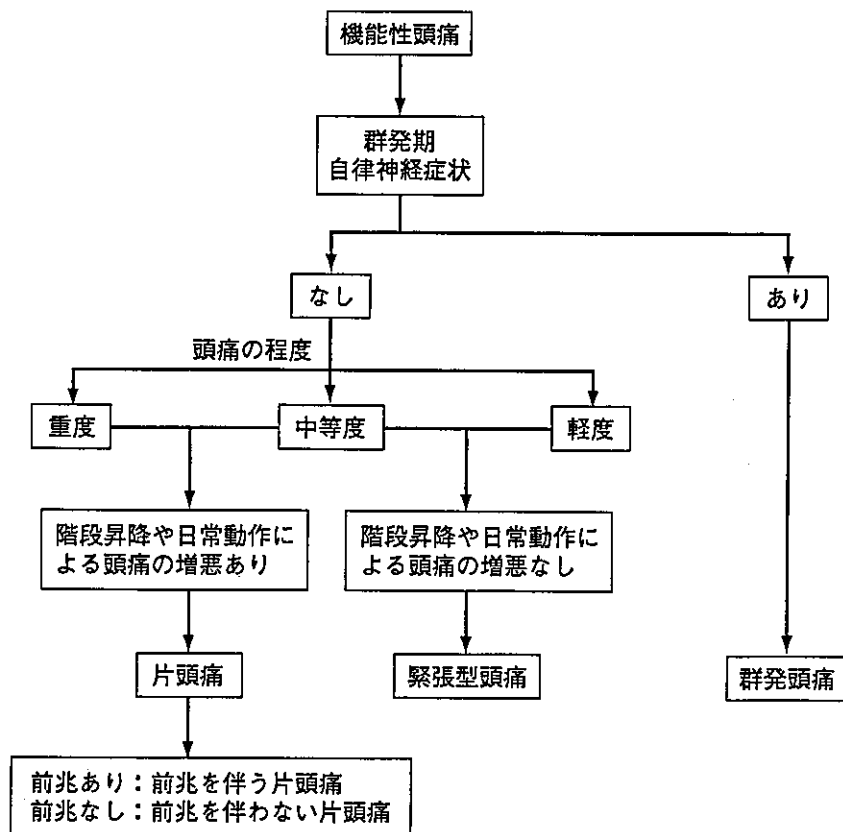 機能性頭痛
群発期
自律神経症状
なし
あり
頭痛の程度
重度
中等度
軽度
階段昇降や日常動作に
よる頭痛の増悪あり
階段昇降や日常動作に
よる頭痛の増悪なし
片頭痛
緊張型頭痛
群発頭痛
前兆あり：前兆を伴う片頭痛
前兆なし：前兆を伴わない片頭痛